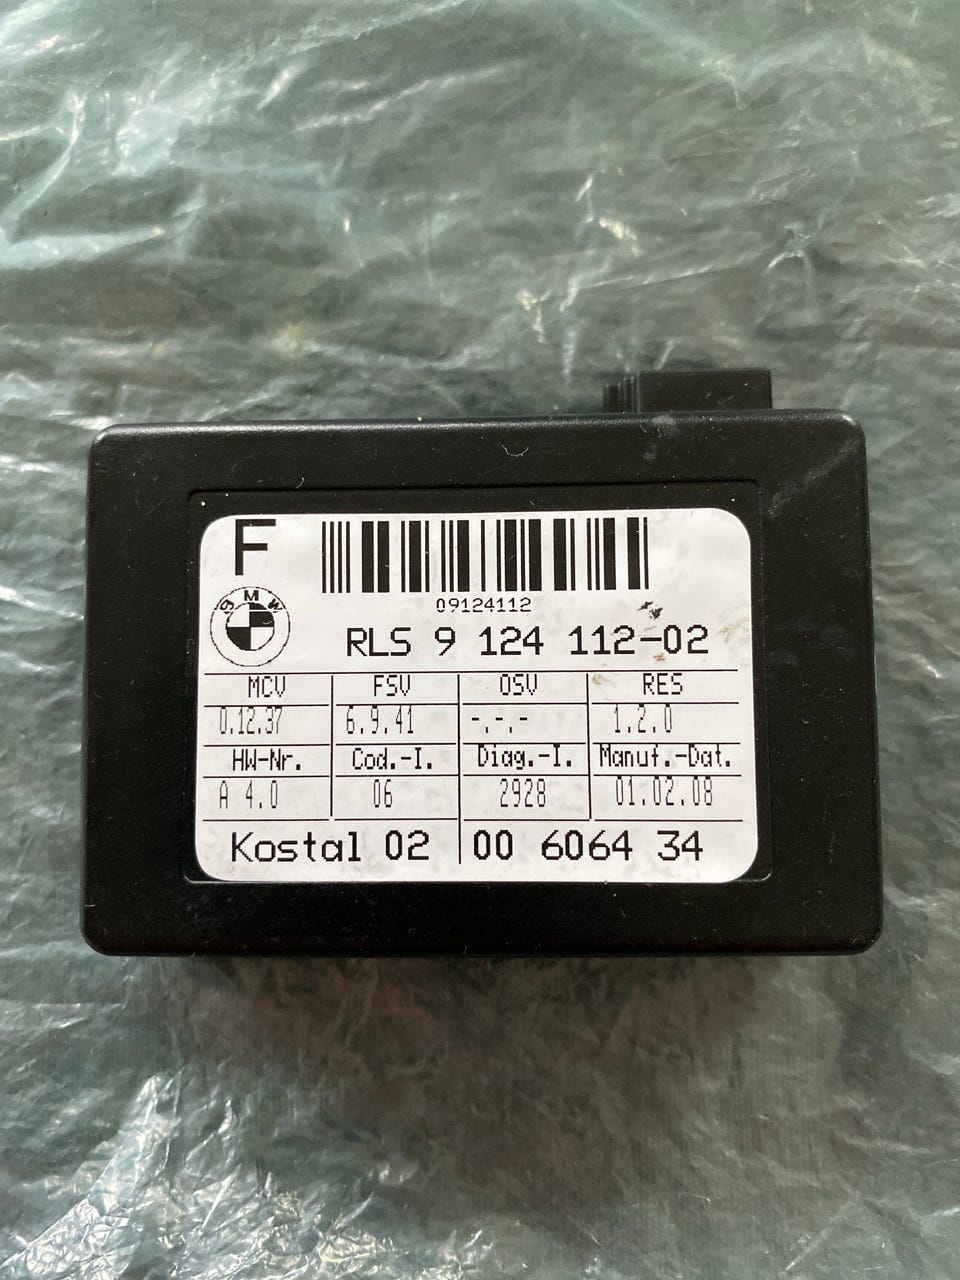 F
09124112
BMW
RLS 9 124 112-02
MCV FSV OSV RES
0.12.37 6.9.41 -.-.- 1.2.0
HW-Nr. Cod.-I. Diag.-I. Manuf.-Dat.
A 4.0 06 2928 01.02.08
Kostal 02 00 6064 34